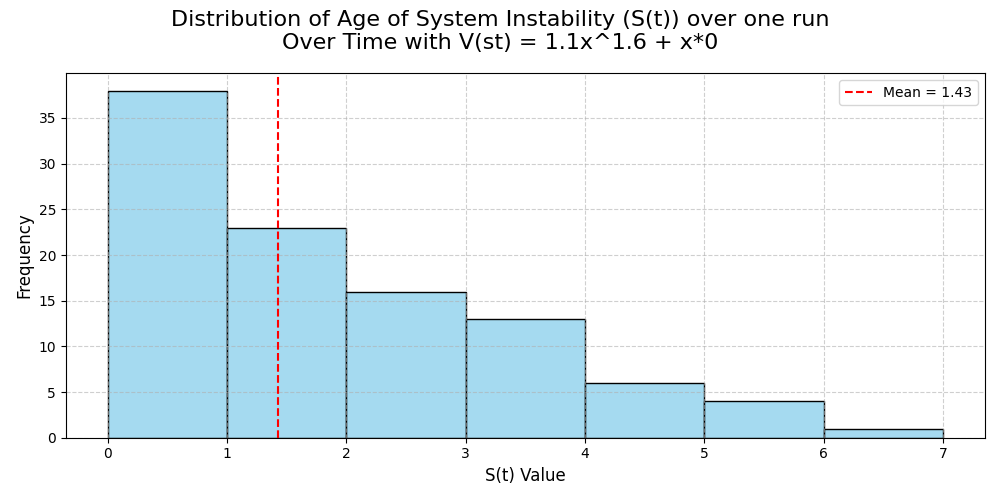 Distribution of Age of System Instability (S(t)) over one run
Over Time with V(st) = 1.1x^1.6 + x*0
Mean = 1.43
Frequency
35
30
25
20
15
10
5
0
0 1 2 3 4 5 6 7
S(t) Value